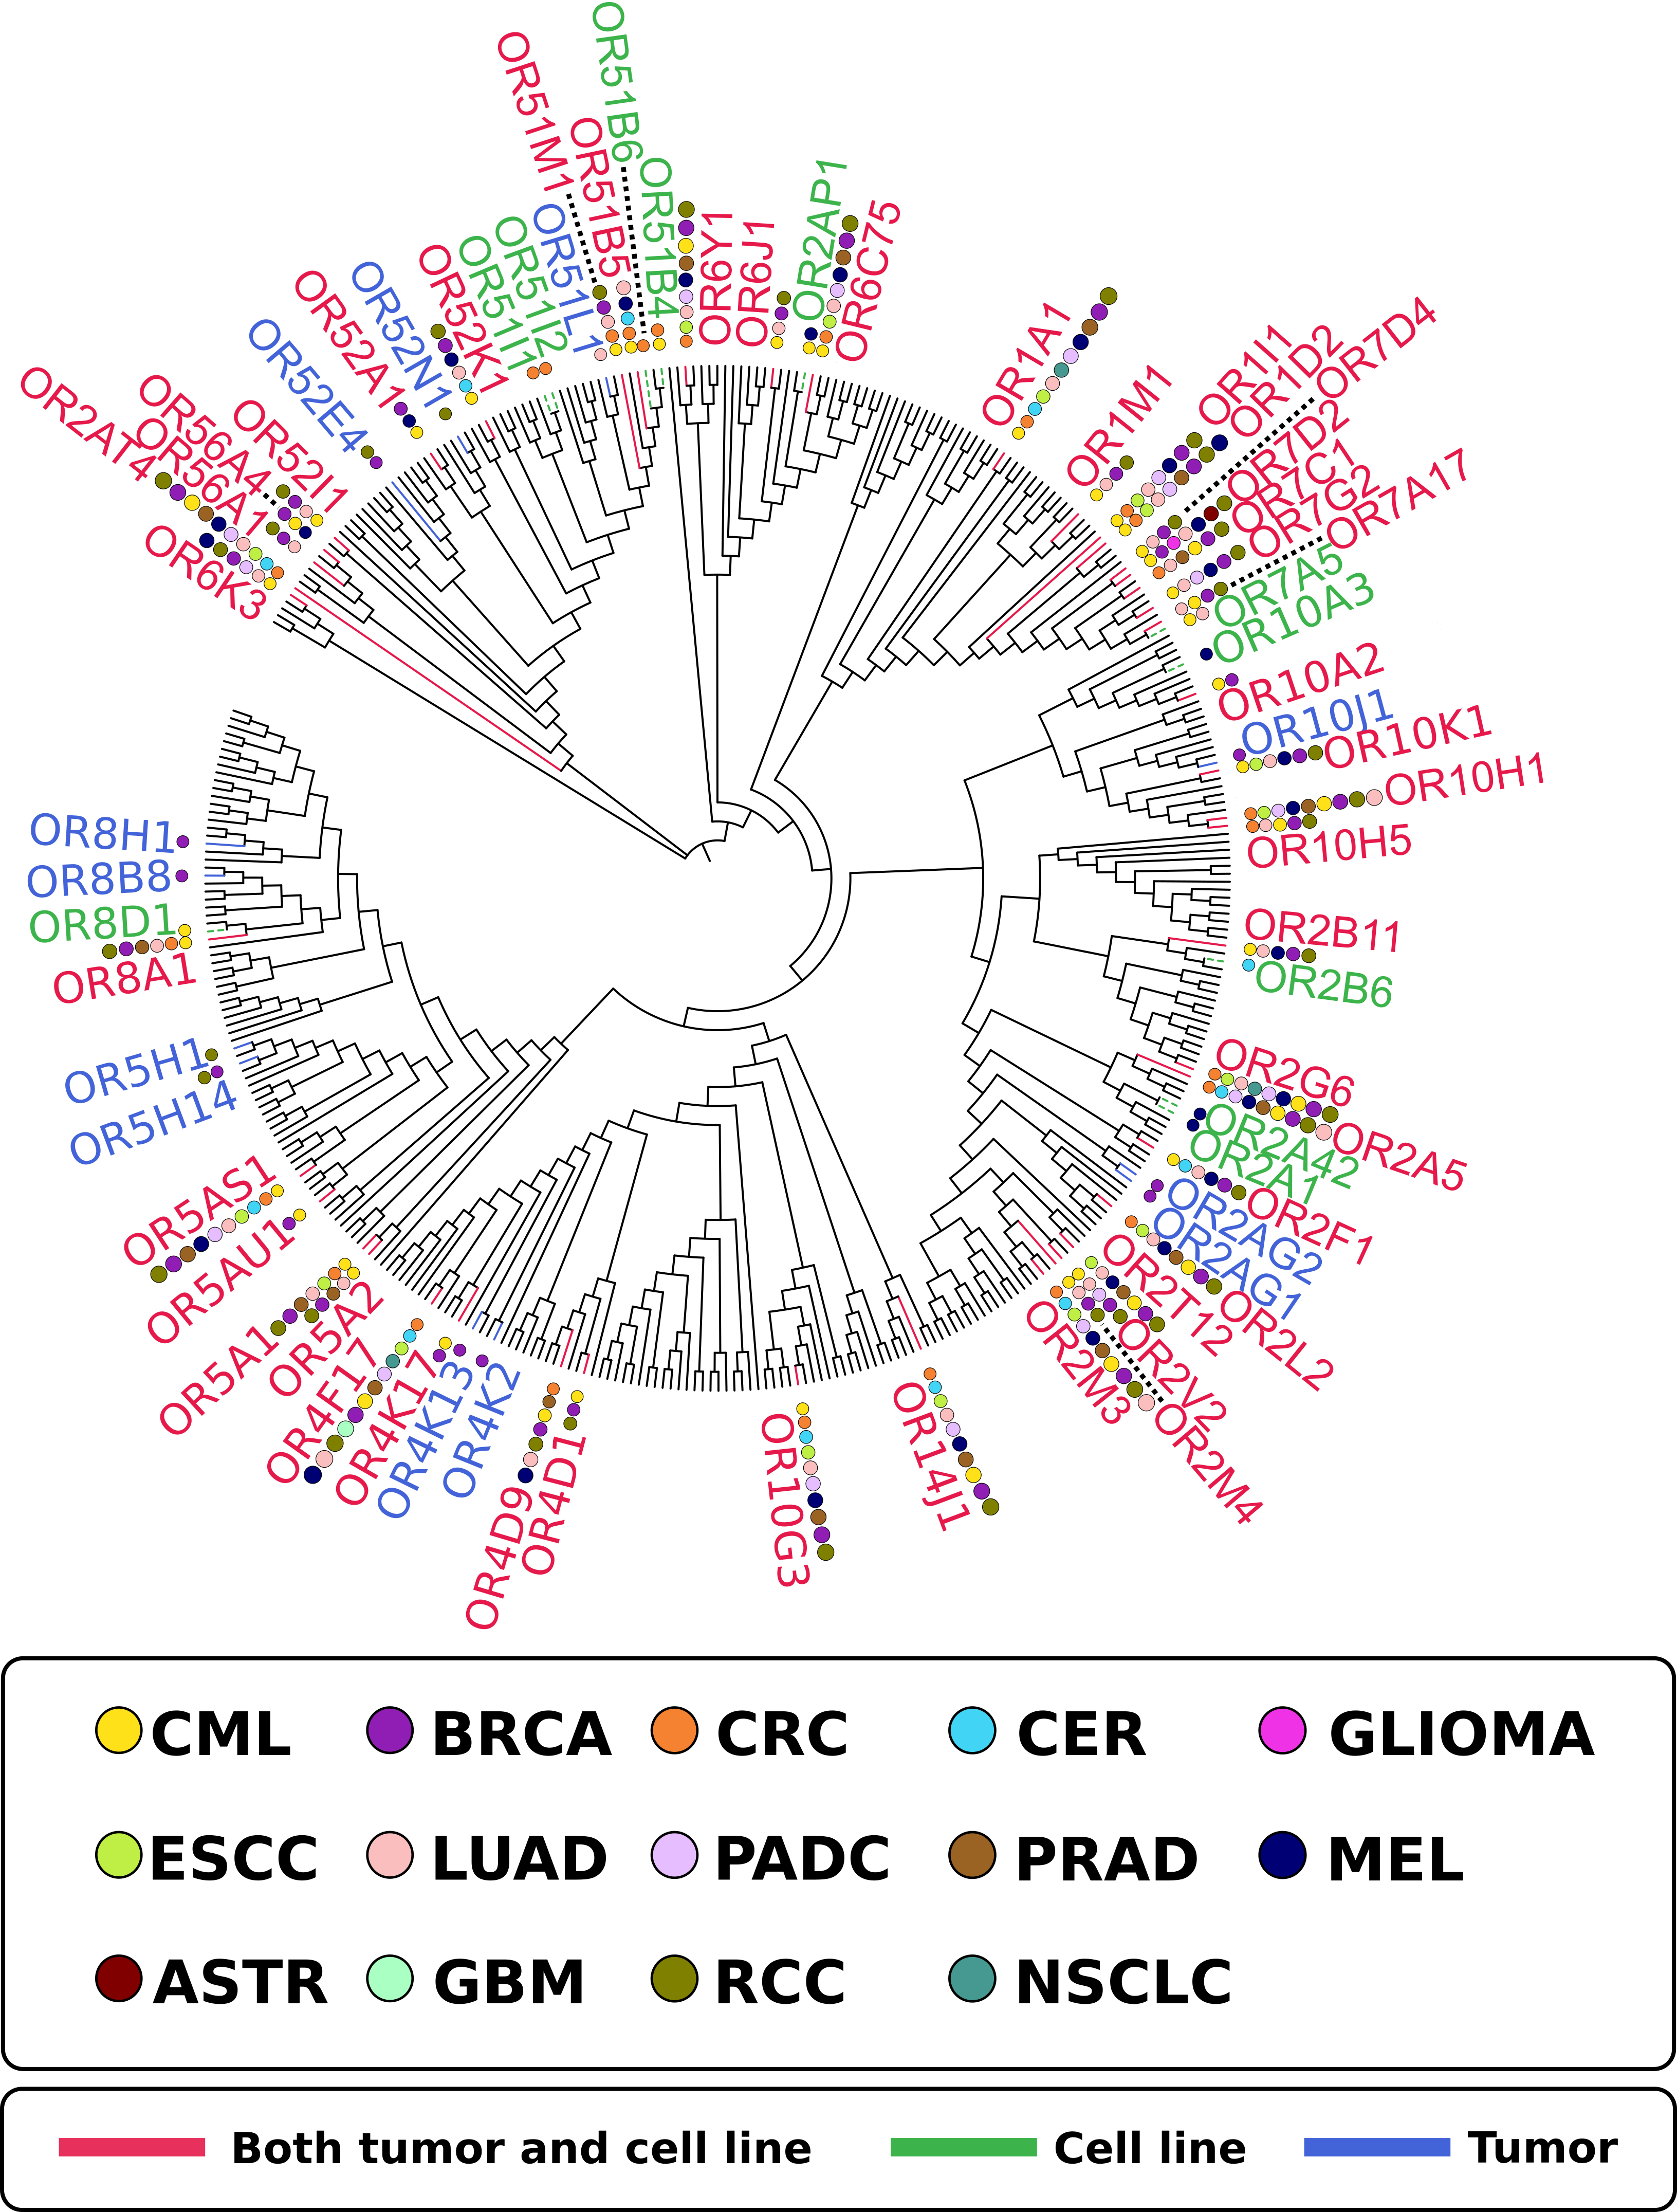 OR6K3
OR2AT4
OR56A1
OR56A4
OR52I1
OR52E4
OR52A1
OR52N1
OR52K1
OR51I1
OR51I2
OR51L1
OR51M1
OR51B5
OR51B6
OR51B4
OR6Y1
OR6J1
OR2AP1
OR6C75
OR1A1
OR1M1
OR1I1
OR1D2
OR7D4
OR7D2
OR7C1
OR7G2
OR7A17
OR7A5
OR10A3
OR10A2
OR10J1
OR10K1
OR10H1
OR10H5
OR2B11
OR2B6
OR2G6
OR2A5
OR2A42
OR2A1
OR2F1
OR2AG2
OR2AG1
OR2L2
OR2T12
OR2V2
OR2M4
OR2M3
OR14J1
OR10G3
OR4D1
OR4D9
OR4K2
OR4K13
OR4K17
OR4F17
OR5A2
OR5A1
OR5AU1
OR5AS1
OR5H14
OR5H1
OR8A1
OR8D1
OR8B8
OR8H1
CML BRCA CRC CER GLIOMA
ESCC LUAD PADC PRAD MEL
ASTR GBM RCC NSCLC
Both tumor and cell line Cell line Tumor